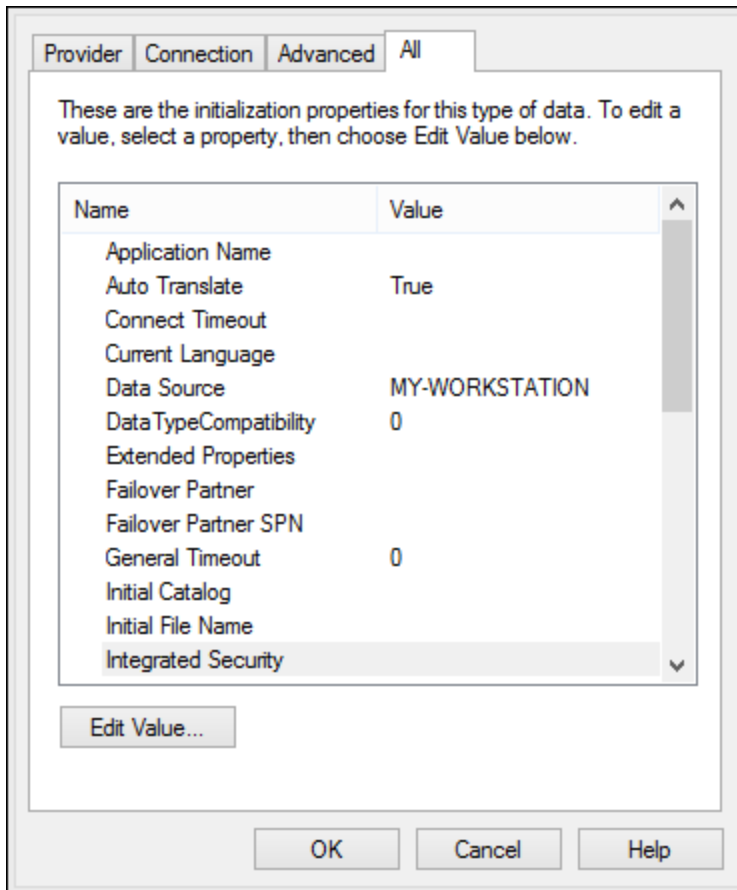 Provider Connection Advanced All
These are the initialization properties for this type of data. To edit a
value, select a property, then choose Edit Value below.
Name Value
Application Name
Auto Translate True
Connect Timeout
Current Language
Data Source MY-WORKSTATION
DataTypeCompatibility 0
Extended Properties
Failover Partner
Failover Partner SPN
General Timeout 0
Initial Catalog
Initial File Name
Integrated Security
Edit Value...
OK Cancel Help